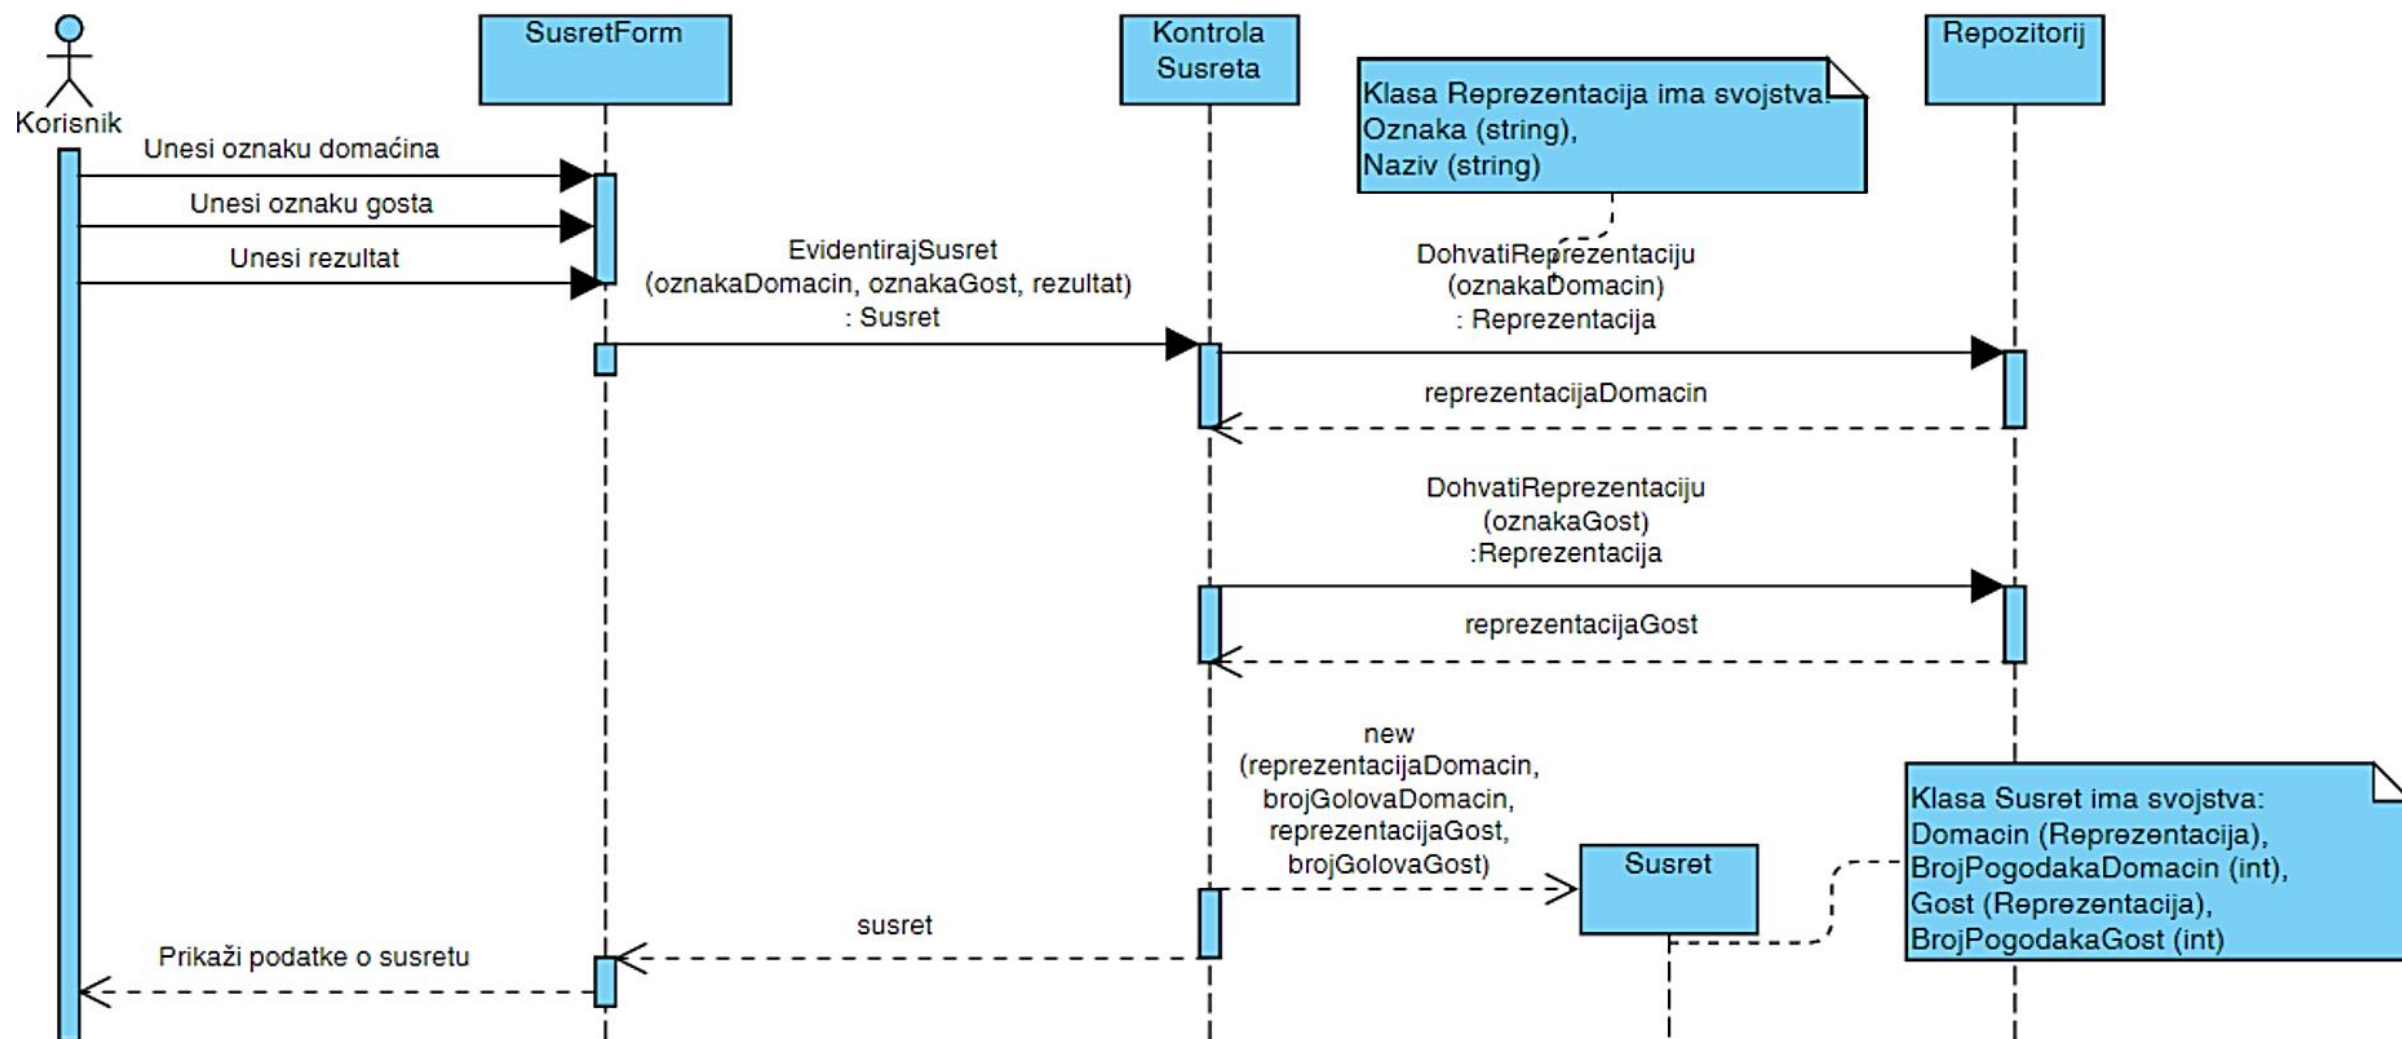 SusretForm
Kontrola
Susreta
Repozitorij
Klasa Reprezentacija ima svojstva:
Oznaka (string),
Naziv (string)
Korisnik
Unesi oznaku domaćina
Unesi oznaku gosta
Unesi rezultat
EvidentirajSusret
(oznakaDomacin, oznakaGost, rezultat)
: Susret
DohvatiReprezentaciju
(oznakaDomacin)
: Reprezentacija
reprezentacijaDomacin
DohvatiReprezentaciju
(oznakaGost)
:Reprezentacija
reprezentacijaGost
new
(reprezentacijaDomacin,
brojGolovaDomacin,
reprezentacijaGost,
brojGolovaGost)
Susret
Klasa Susret ima svojstva:
Domacin (Reprezentacija),
BrojPogodakaDomacin (int),
Gost (Reprezentacija),
BrojPogodakaGost (int)
susret
Prikaži podatke o susretu